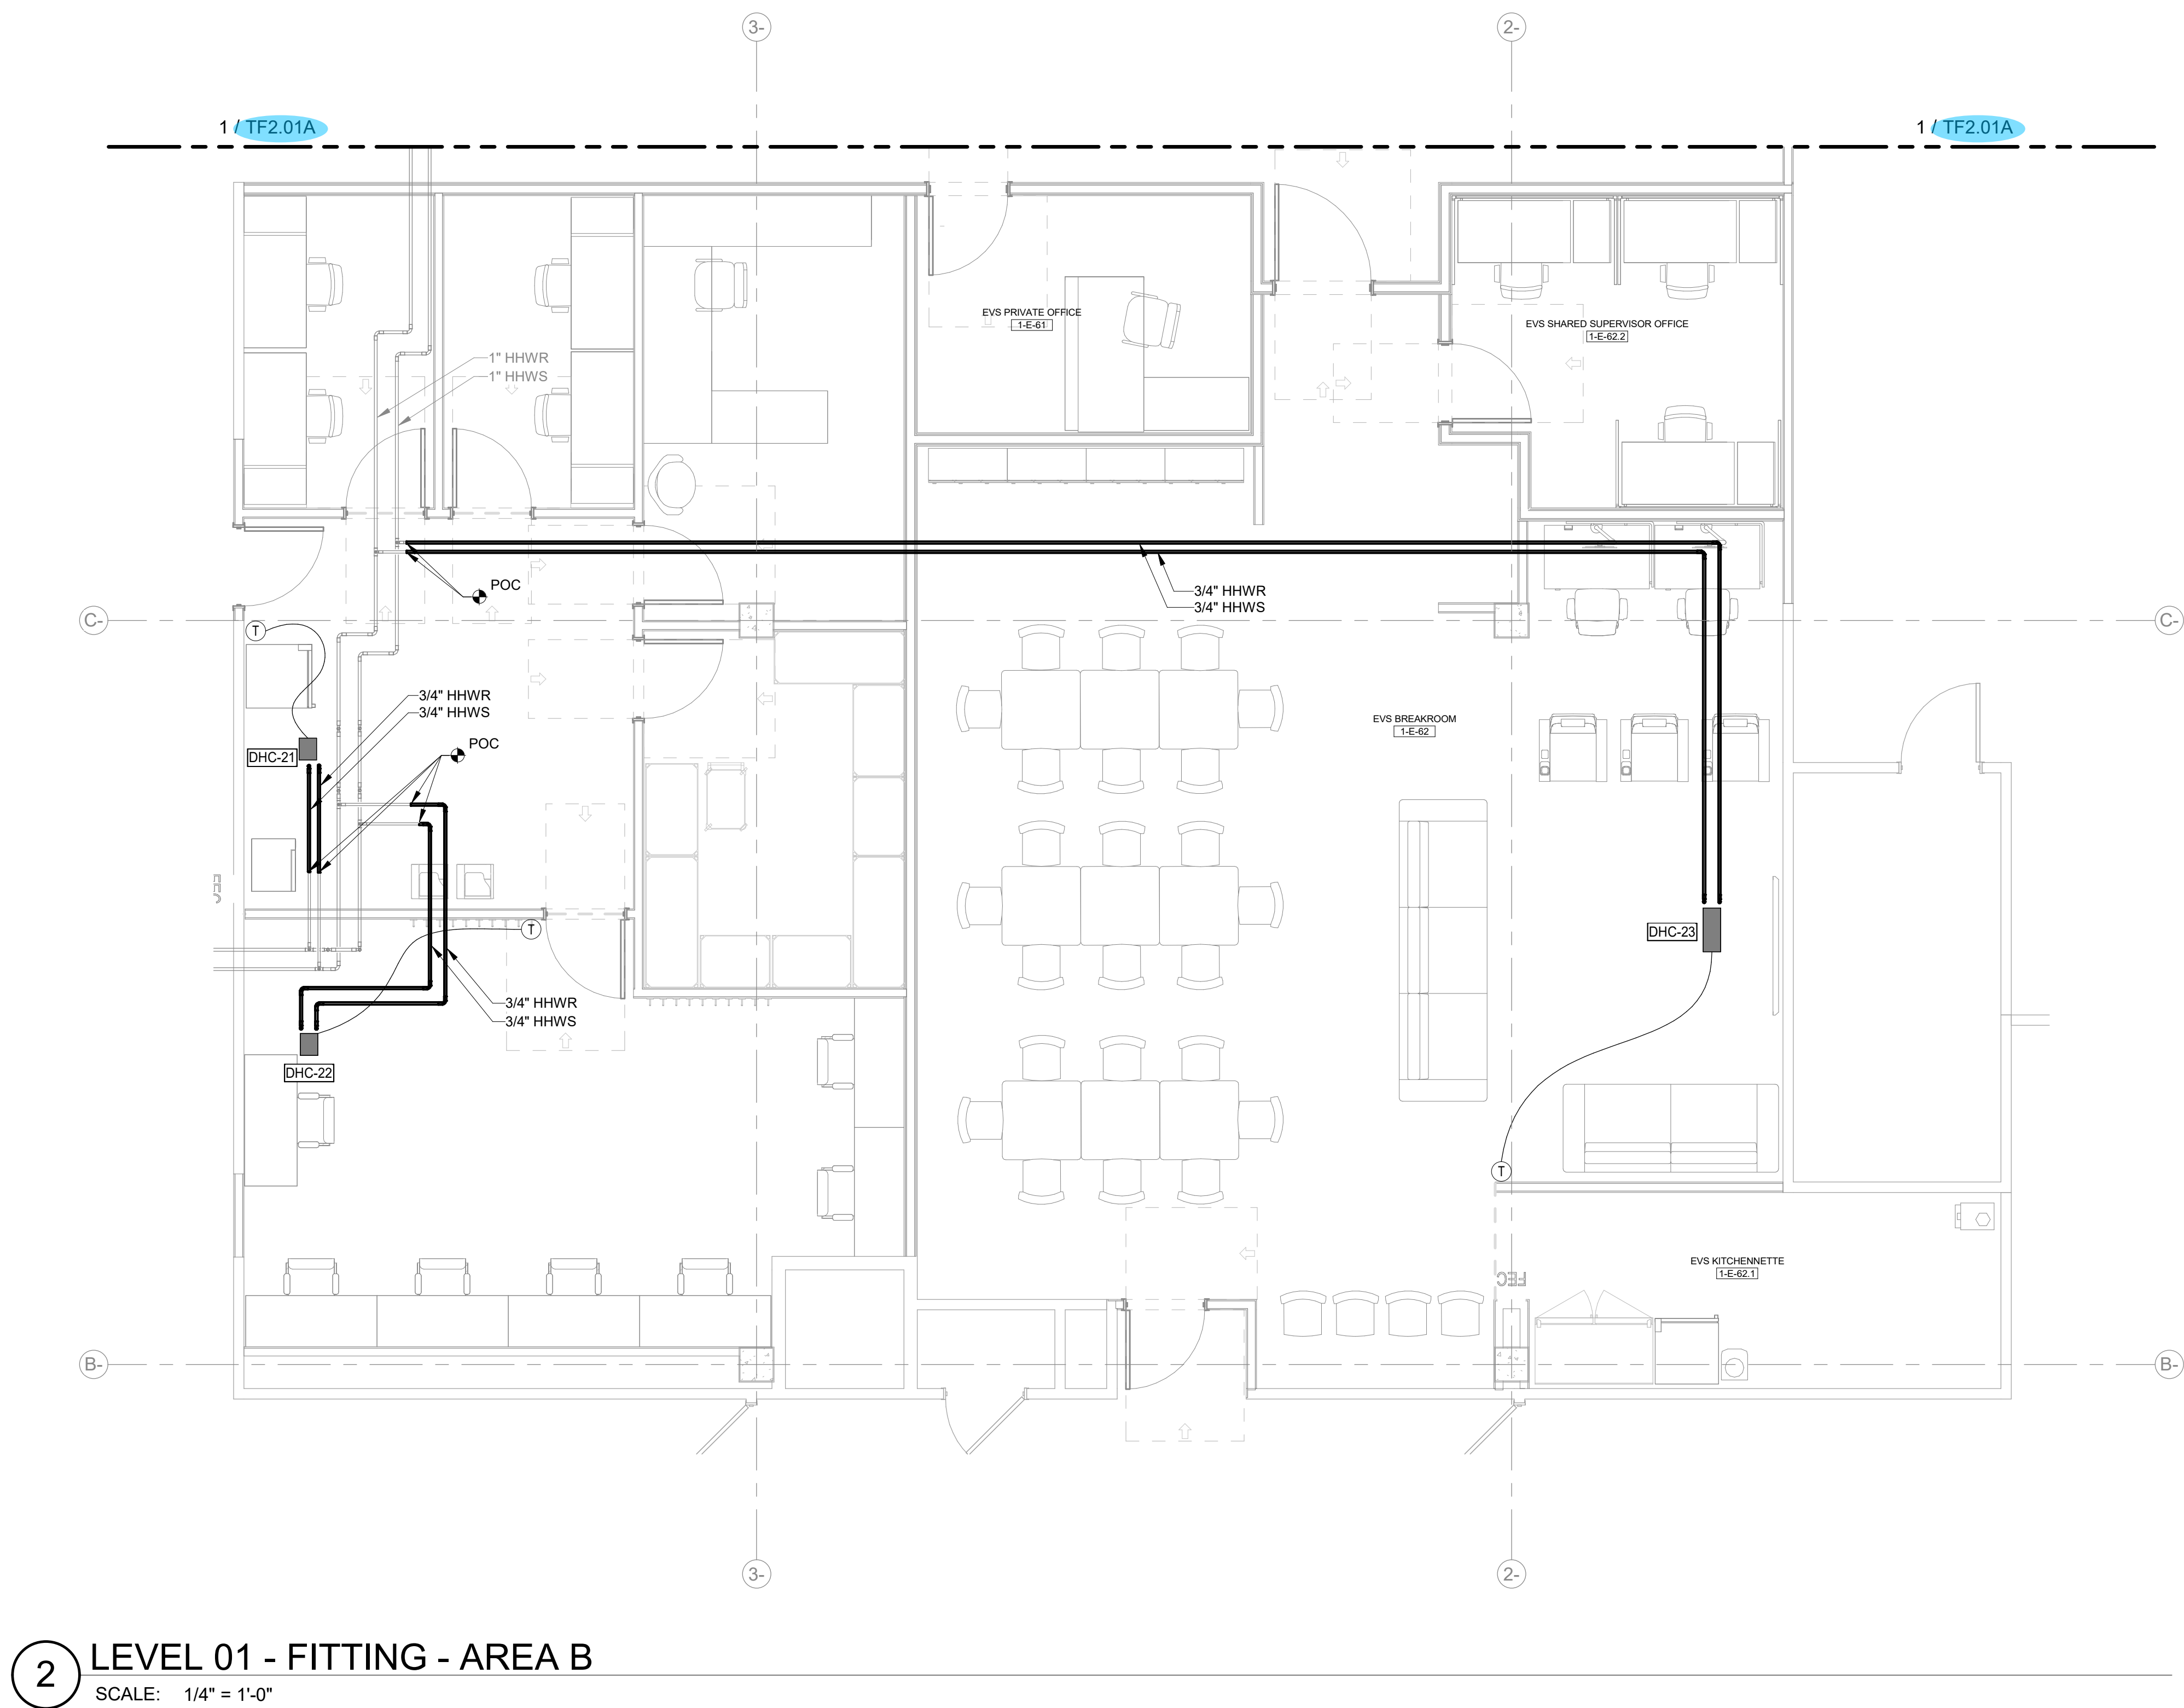 3-
2-
1 / TF2.01A
1 / TF2.01A
EVS PRIVATE OFFICE
1-E-61
EVS SHARED SUPERVISOR OFFICE
1-E-62.2
1" HHWR
1" HHWS
POC
3/4" HHWR
3/4" HHWS
C-
C-
T
3/4" HHWR
3/4" HHWS
EVS BREAKROOM
1-E-62
POC
DHC-21
FEC
T
DHC-23
3/4" HHWR
3/4" HHWS
DHC-22
T
EVS KITCHENNETTE
1-E-62.1
FEC
B-
B-
3-
2-
2
LEVEL 01 - FITTING - AREA B
SCALE: 1/4" = 1'-0"